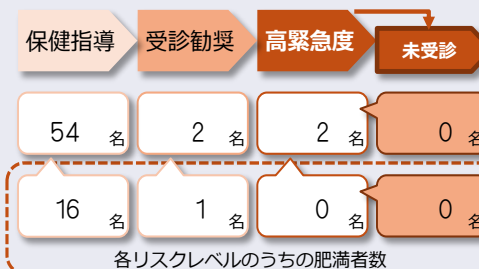 保健指導 受診勧奨 高緊急度 未受診
54 名 2 名 2 名 0 名
16 名 1 名 0 名 0 名
各リスクレベルのうちの肥満者数